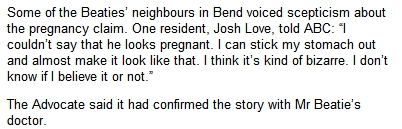 Some of the Beaties’ neighbours in Bend voiced scepticism about
the pregnancy claim. One resident, Josh Love, told ABC: “I
couldn’t say that he looks pregnant. I can stick my stomach out
and almost make it look like that. I think it’s kind of bizarre. I don’t
know if I believe it or not.”
The Advocate said it had confirmed the story with Mr Beatie’s
doctor.